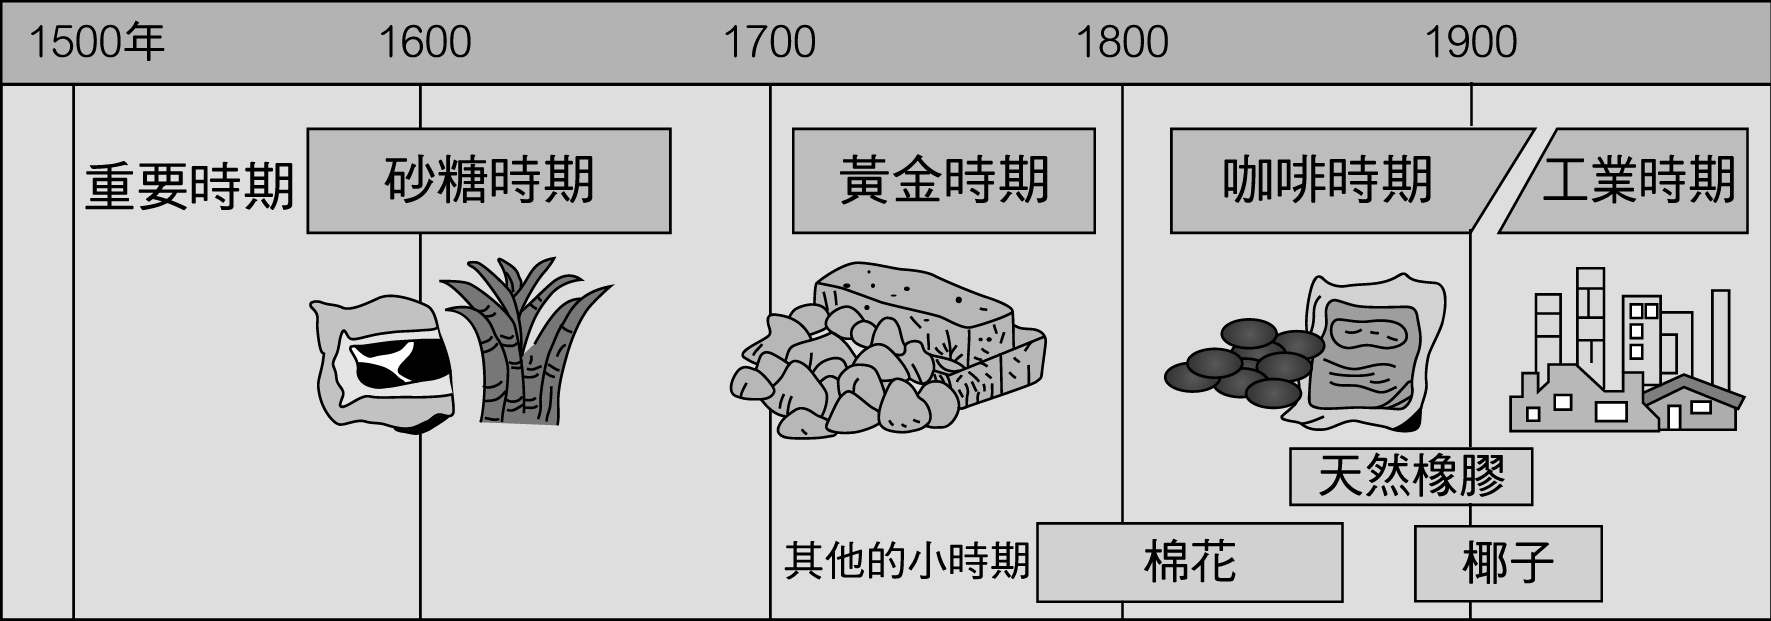 1500年 1600 1700 1800 1900
重要時期 砂糖時期 黃金時期 咖啡時期 工業時期
天然橡膠
其他的小時期 棉花 椰子